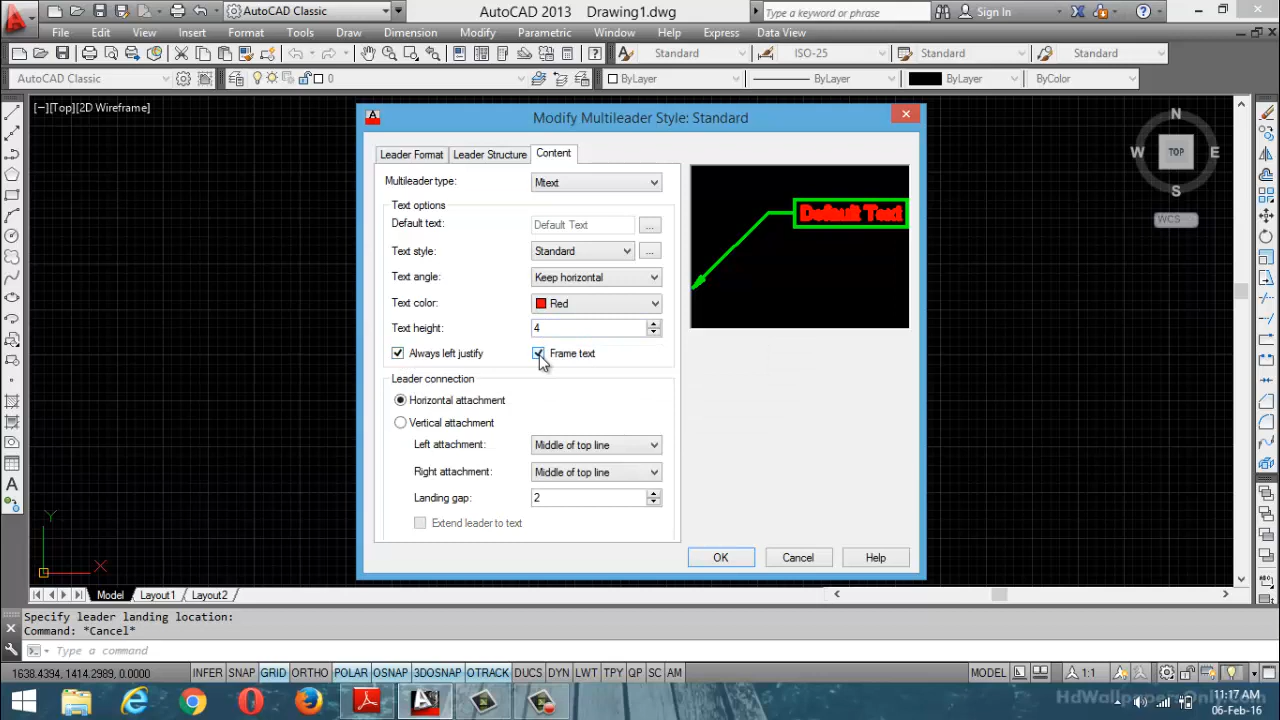 AutoCAD Classic
AutoCAD 2013 Drawing1.dwg
Type a keyword or phrase
Sign In
File Edit View Insert Format Tools Draw Dimension Modify Parametric Window Help Express Data View
Standard ISO-25 Standard Standard
AutoCAD Classic 0 ByLayer ByLayer ByLayer ByColor
[−][Top][2D Wireframe]
Modify Multileader Style: Standard
Leader Format Leader Structure Content
Multileader type: Mtext
Text options
Default text: Default Text ...
Text style: Standard ...
Text angle: Keep horizontal
Text color: Red
Text height: 4
Always left justify Frame text
Leader connection
Horizontal attachment
Vertical attachment
Left attachment: Middle of top line
Right attachment: Middle of top line
Landing gap: 2
Extend leader to text
Default Text
OK Cancel Help
N
W TOP E
S
WCS
Y
X
Model Layout1 Layout2
Specify leader landing location:
Command: *Cancel*
Type a command
1638.4394, 1414.2989, 0.0000 INFER SNAP GRID ORTHO POLAR OSNAP 3DOSNAP OTRACK DUCS DYN LWT TPY QP SC AM MODEL 1:1
HdWallpapersOnly.com
11:17 AM
06-Feb-16